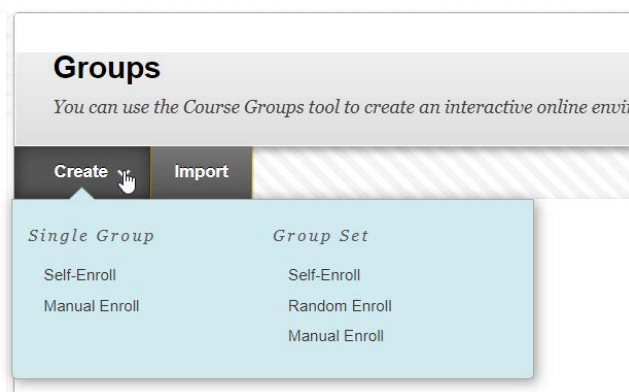 Groups
You can use the Course Groups tool to create an interactive online
Create Import
Single Group
Self-Enroll
Manual Enroll
Group Set
Self-Enroll
Random Enroll
Manual Enroll